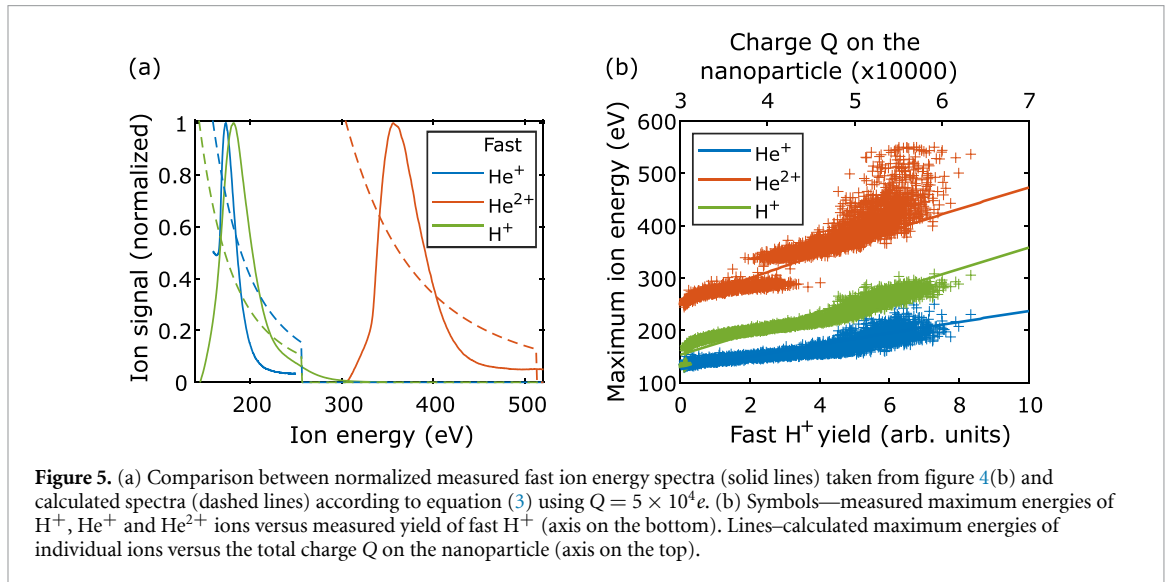 (a)
Ion signal (normalized)
1
0.8
0.6
0.4
0.2
0
200
300
400
500
Ion energy (eV)
Fast
He⁺
He²⁺
H⁺
(b)
Charge Q on the
nanoparticle (x10000)
3
4
5
6
7
Maximum ion energy (eV)
600
500
400
300
200
100
0
2
4
6
8
10
Fast H⁺ yield (arb. units)
He⁺
He²⁺
H⁺
Figure 5. (a) Comparison between normalized measured fast ion energy spectra (solid lines) taken from figure 4(b) and
calculated spectra (dashed lines) according to equation (3) using Q = 5 × 10⁴e. (b) Symbols—measured maximum energies of
H⁺, He⁺ and He²⁺ ions versus measured yield of fast H⁺ (axis on the bottom). Lines–calculated maximum energies of
individual ions versus the total charge Q on the nanoparticle (axis on the top).